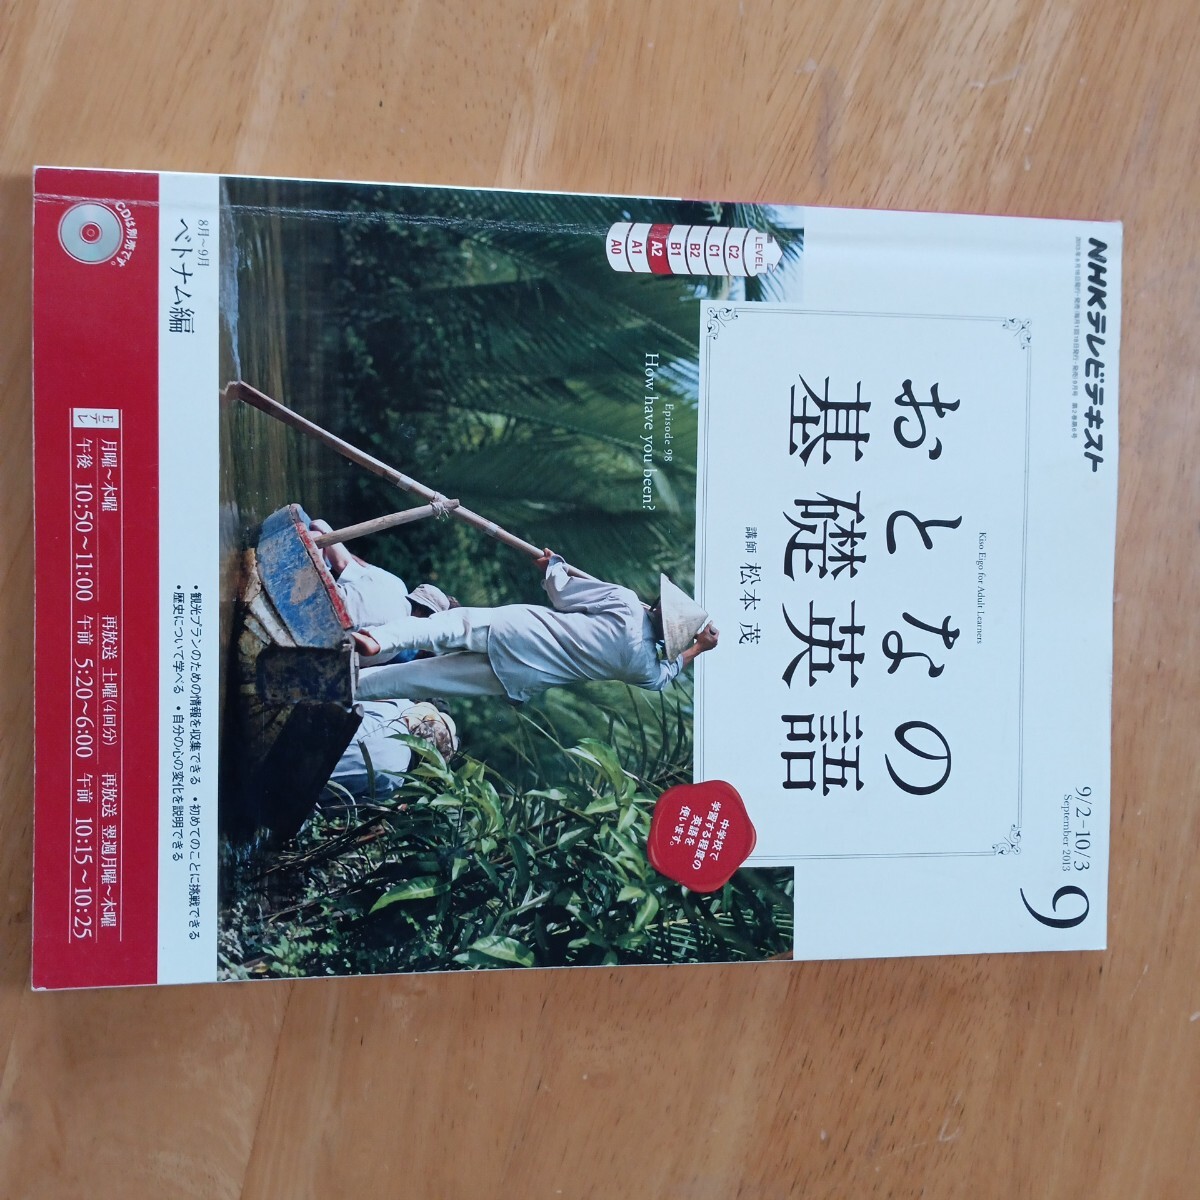 NHKテレビテキスト
9/2–10/3
September 2013
9
Kiso Eigo for Adult Learners
おとなの
基礎英語
講師 松本 茂
LEVEL
C2
C1
B2
B1
A2
A1
A0
中学校で
学習する程度の
英語を
使います。
Episode 98
How have you been?
8月～9月
ベトナム編
・観光プランのための情報を収集できる ・初めてのことに挑戦できる
・歴史について学べる ・自分の心の変化を説明できる
CDは別売です。
Eテレ
月曜～木曜
午後 10:50～11:00
再放送 土曜(4回分)
午前 5:20～6:00
再放送 翌週月曜～木曜
午前 10:15～10:25